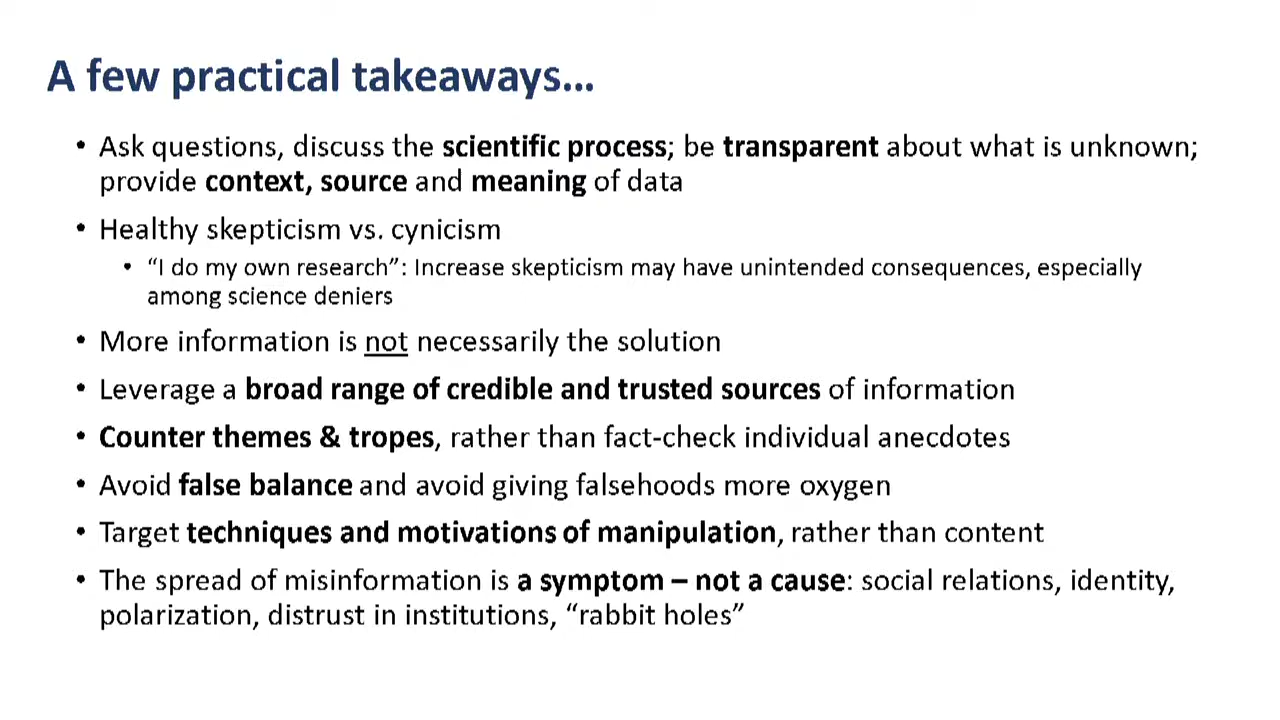 A few practical takeaways...
• Ask questions, discuss the scientific process; be transparent about what is unknown;
provide context, source and meaning of data
• Healthy skepticism vs. cynicism
• “I do my own research”: Increase skepticism may have unintended consequences, especially
among science deniers
• More information is not necessarily the solution
• Leverage a broad range of credible and trusted sources of information
• Counter themes & tropes, rather than fact-check individual anecdotes
• Avoid false balance and avoid giving falsehoods more oxygen
• Target techniques and motivations of manipulation, rather than content
• The spread of misinformation is a symptom – not a cause: social relations, identity,
polarization, distrust in institutions, “rabbit holes”